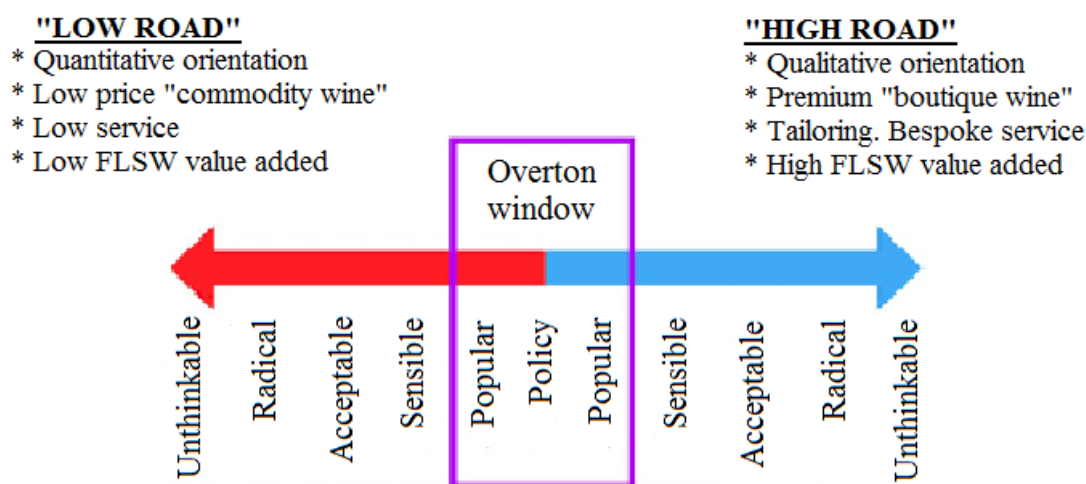 "LOW ROAD"
* Quantitative orientation
* Low price "commodity wine"
* Low service
* Low FLSW value added
"HIGH ROAD"
* Qualitative orientation
* Premium "boutique wine"
* Tailoring. Bespoke service
* High FLSW value added
Overton
window
Unthinkable
Radical
Acceptable
Sensible
Popular
Policy
Popular
Sensible
Acceptable
Radical
Unthinkable